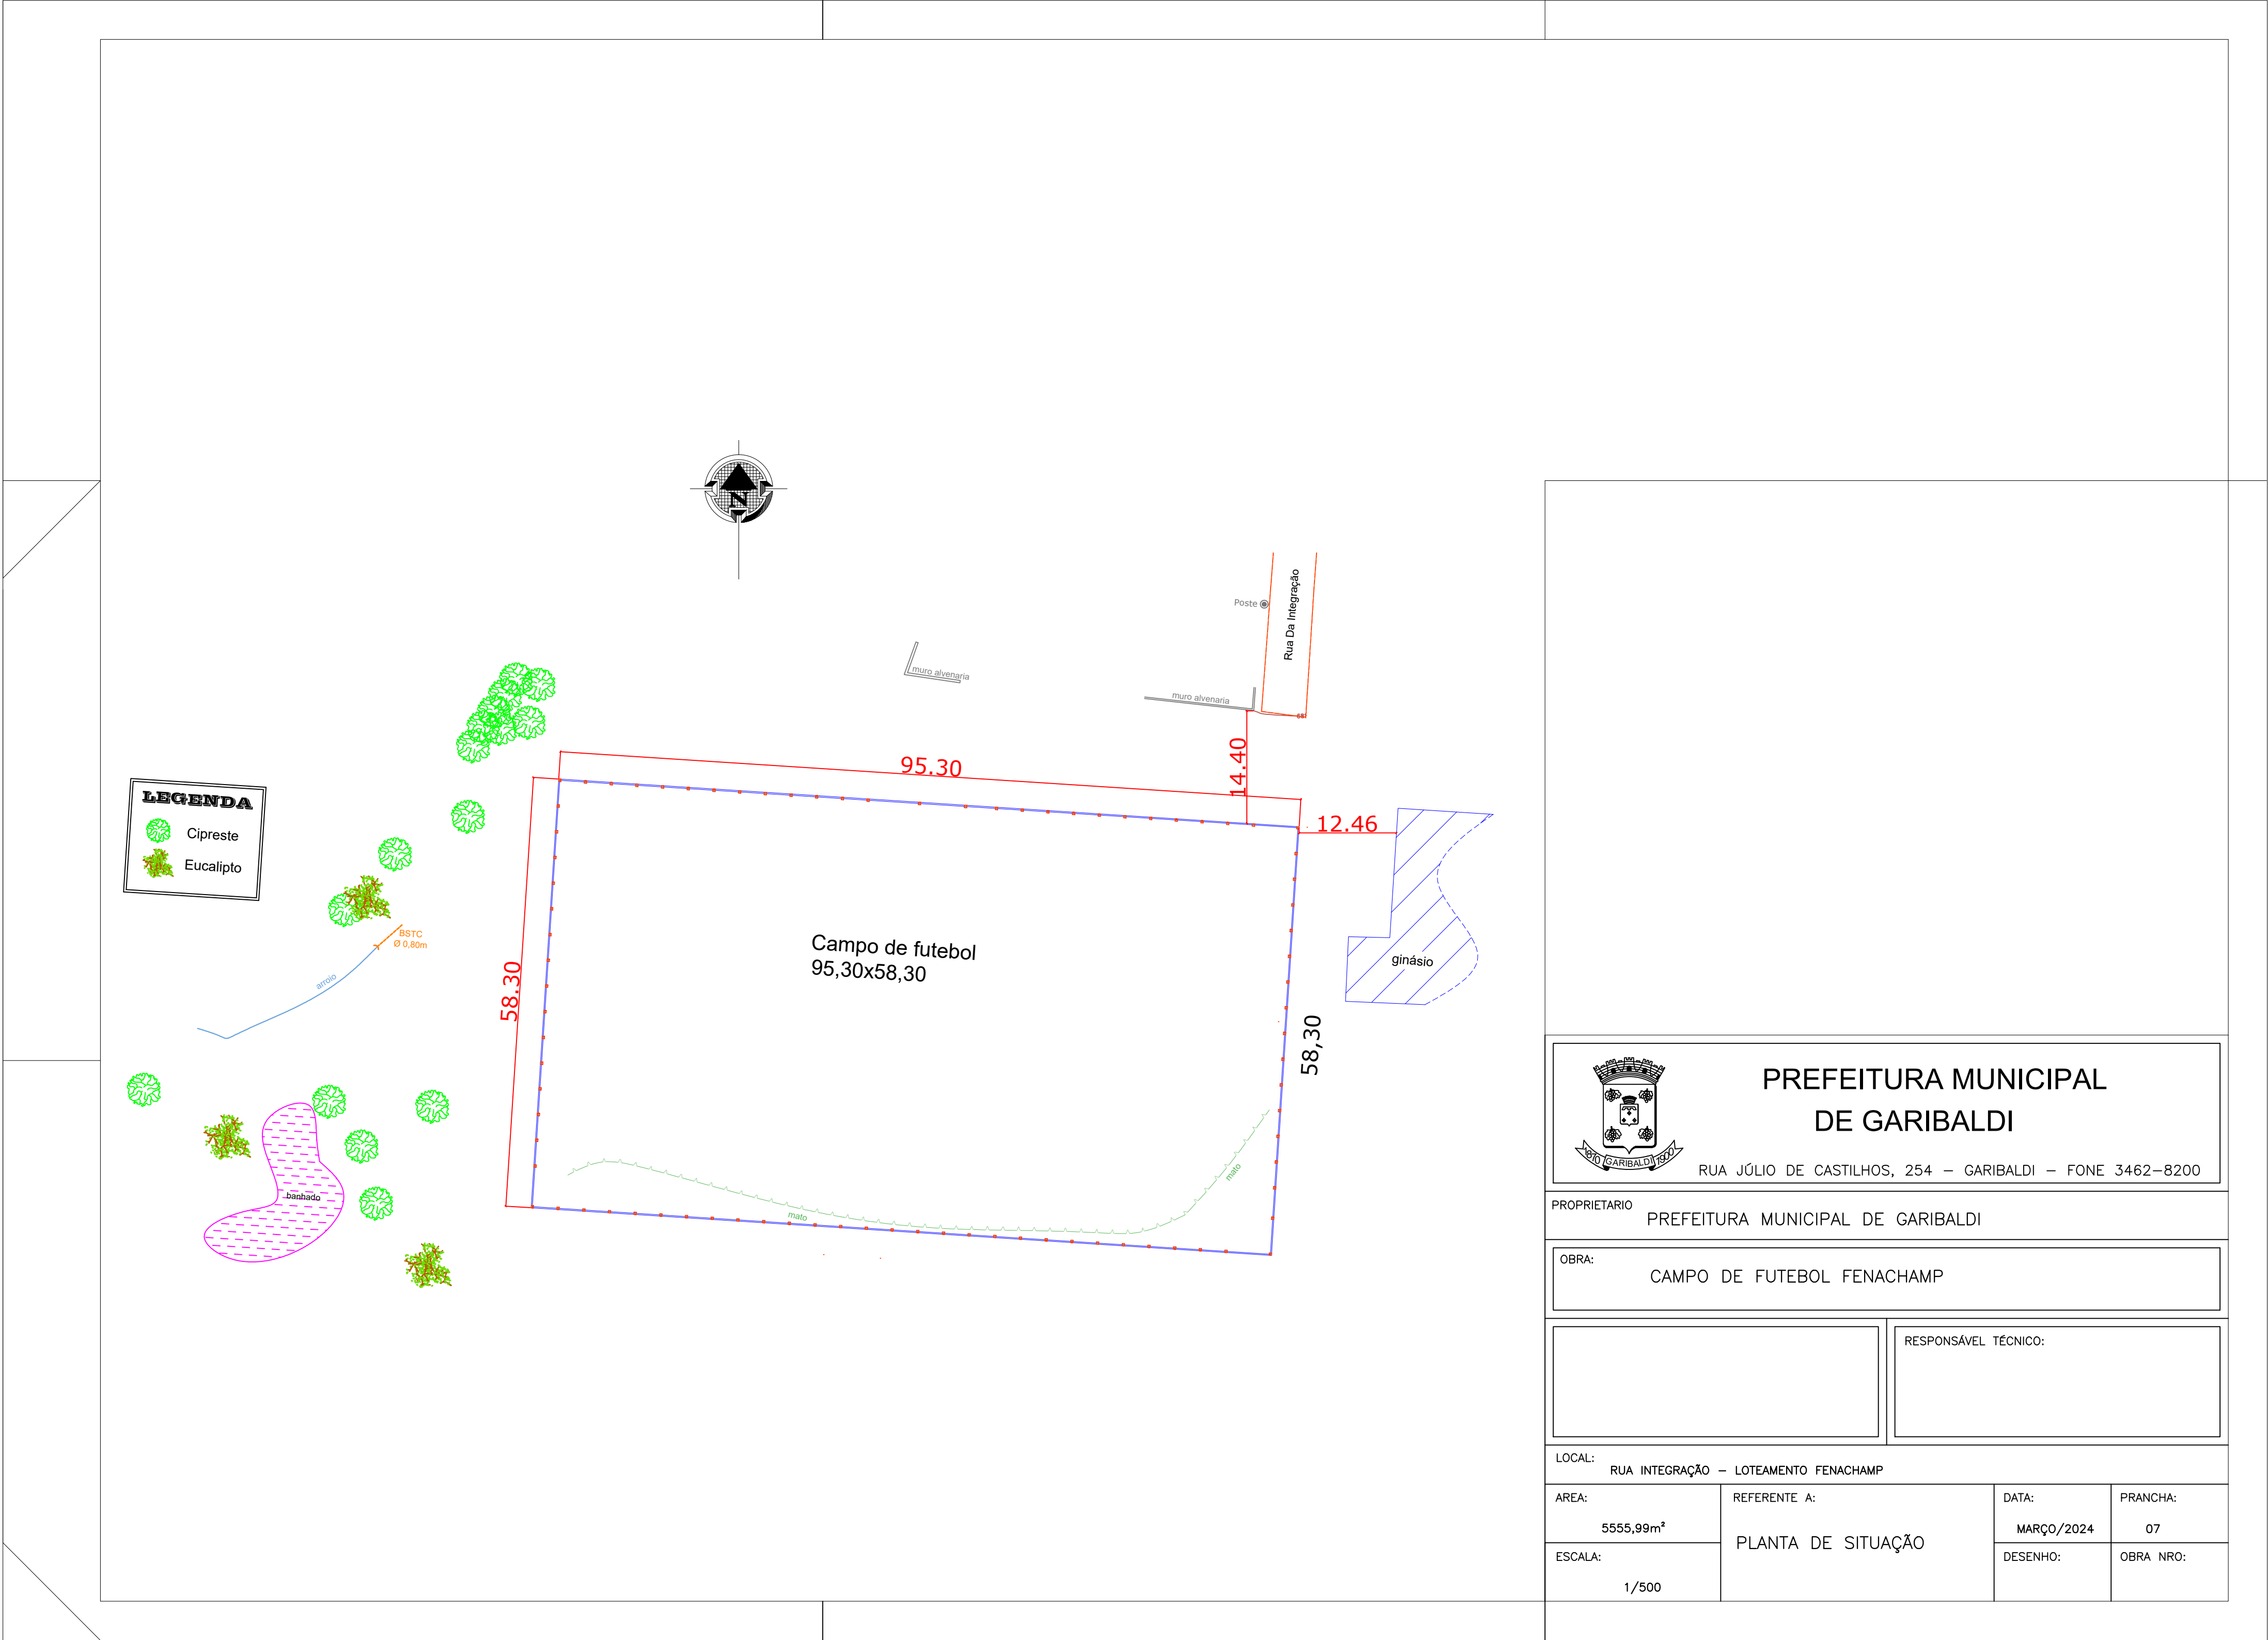 N
Poste
Rua Da Integração
muro alvenaria
muro alvenaria
95.30
14.40
12.46
LEGENDA
Cipreste
Eucalipto
BSTC
Ø 0,80m
arroio
58.30
Campo de futebol
95,30x58,30
ginásio
58,30
mato
mato
banhado
1810 GARIBALDI 1900
PREFEITURA MUNICIPAL
DE GARIBALDI
RUA JÚLIO DE CASTILHOS, 254 – GARIBALDI – FONE 3462–8200
PROPRIETARIO
PREFEITURA MUNICIPAL DE GARIBALDI
OBRA:
CAMPO DE FUTEBOL FENACHAMP
RESPONSÁVEL TÉCNICO:
LOCAL:
RUA INTEGRAÇÃO – LOTEAMENTO FENACHAMP
AREA:
5555,99m²
REFERENTE A:
PLANTA DE SITUAÇÃO
DATA:
MARÇO/2024
PRANCHA:
07
ESCALA:
1/500
DESENHO:
OBRA NRO: